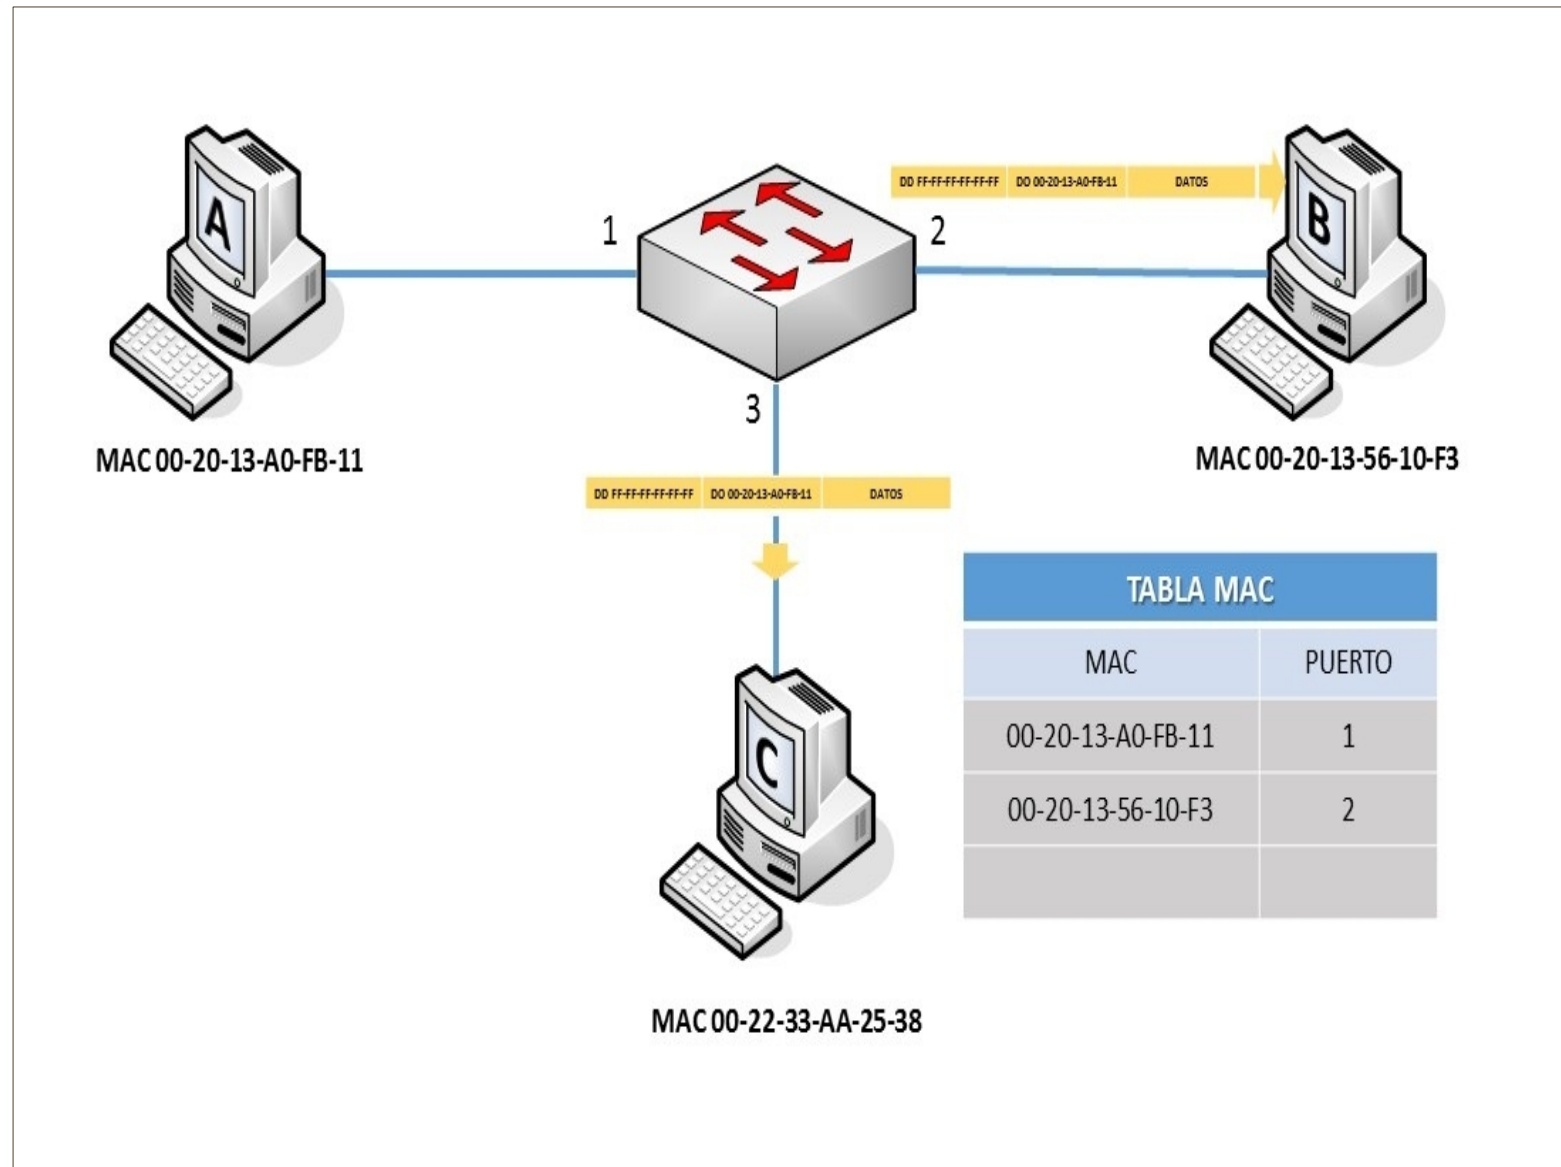 A
1
2
DD FF-FF-FF-FF-FF-FF DO 00-20-13-A0-FB-11 DATOS
B
MAC 00-20-13-A0-FB-11
3
MAC 00-20-13-56-10-F3
DD FF-FF-FF-FF-FF-FF DO 00-20-13-A0-FB-11 DATOS
C
TABLA MAC
MAC PUERTO
00-20-13-A0-FB-11 1
00-20-13-56-10-F3 2
MAC 00-22-33-AA-25-38